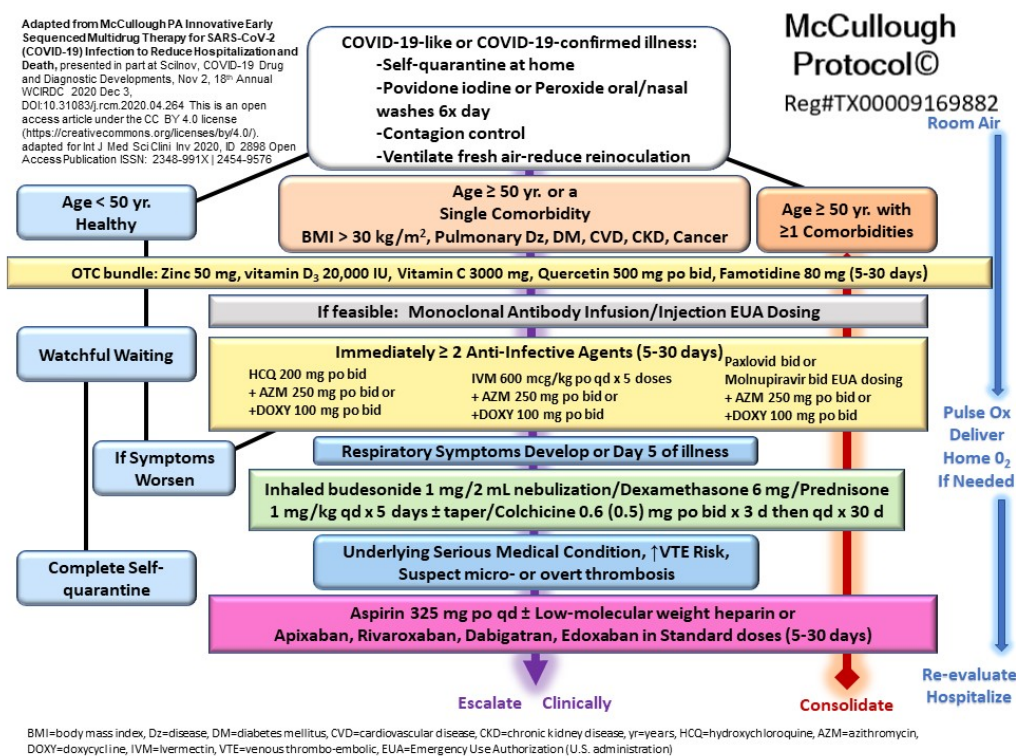 Adapted from McCullough PA Innovative Early
Sequenced Multidrug Therapy for SARS-CoV-2
(COVID-19) Infection to Reduce Hospitalization and
Death, presented in part at Scilnov, COVID-19 Drug
and Diagnostic Developments, Nov 2, 18th Annual
WCIRDC 2020 Dec 3,
DOI:10.31083/j.rcm.2020.04.264 This is an open
access article under the CC BY 4.0 license
(https://creativecommons.org/licenses/by/4.0/).
adapted for Int J Med Sci Clini Inv 2020, ID 2898 Open
Access Publication ISSN: 2348-991X | 2454-9576
COVID-19-like or COVID-19-confirmed illness:
-Self-quarantine at home
-Povidone iodine or Peroxide oral/nasal
washes 6x day
-Contagion control
-Ventilate fresh air-reduce reinoculation
McCullough
Protocol©
Reg#TX00009169882
Room Air
Age < 50 yr.
Healthy
Age ≥ 50 yr. or a
Single Comorbidity
BMI > 30 kg/m², Pulmonary Dz, DM, CVD, CKD, Cancer
Age ≥ 50 yr. with
≥1 Comorbidities
OTC bundle: Zinc 50 mg, vitamin D₃ 20,000 IU, Vitamin C 3000 mg, Quercetin 500 mg po bid, Famotidine 80 mg (5-30 days)
If feasible: Monoclonal Antibody Infusion/Injection EUA Dosing
Watchful Waiting
Immediately ≥ 2 Anti-Infective Agents (5-30 days)
HCQ 200 mg po bid
+ AZM 250 mg po bid or
+DOXY 100 mg po bid
IVM 600 mcg/kg po qd x 5 doses
+ AZM 250 mg po bid or
+DOXY 100 mg po bid
Paxlovid bid or
Molnupiravir bid EUA dosing
+ AZM 250 mg po bid or
+DOXY 100 mg po bid
Pulse Ox
Deliver
Home 0₂
If Needed
If Symptoms
Worsen
Respiratory Symptoms Develop or Day 5 of illness
Inhaled budesonide 1 mg/2 mL nebulization/Dexamethasone 6 mg/Prednisone
1 mg/kg qd x 5 days ± taper/Colchicine 0.6 (0.5) mg po bid x 3 d then qd x 30 d
Complete Self-
quarantine
Underlying Serious Medical Condition, ↑VTE Risk,
Suspect micro- or overt thrombosis
Aspirin 325 mg po qd ± Low-molecular weight heparin or
Apixaban, Rivaroxaban, Dabigatran, Edoxaban in Standard doses (5-30 days)
Re-evaluate
Hospitalize
Escalate Clinically
Consolidate
BMI=body mass index, Dz=disease, DM=diabetes mellitus, CVD=cardiovascular disease, CKD=chronic kidney disease, yr=years, HCQ=hydroxychloroquine, AZM=azithromycin,
DOXY=doxycycline, IVM=Ivermectin, VTE=venous thrombo-embolic, EUA=Emergency Use Authorization (U.S. administration)